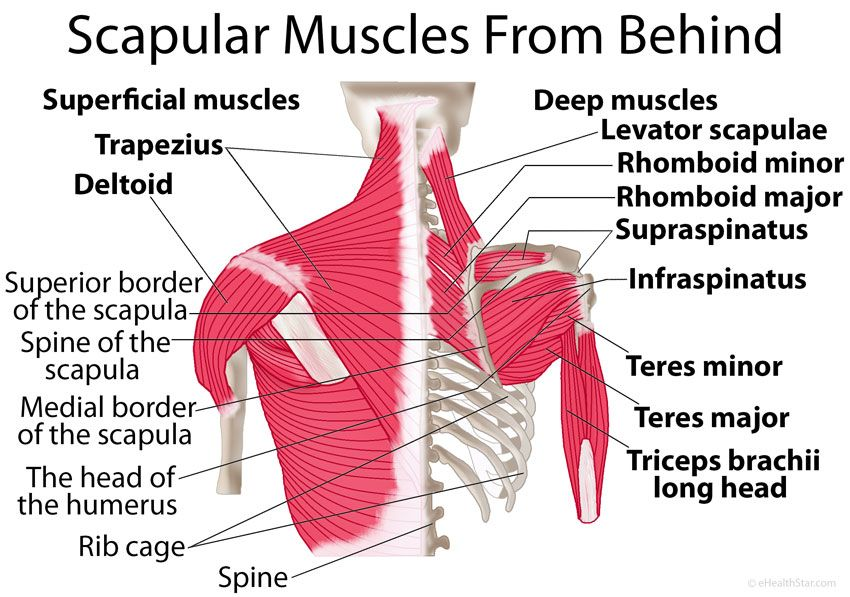 Scapular Muscles From Behind
Superficial muscles
Trapezius
Deltoid
Superior border
of the scapula
Spine of the
scapula
Medial border
of the scapula
The head of
the humerus
Rib cage
Spine
Deep muscles
Levator scapulae
Rhomboid minor
Rhomboid major
Supraspinatus
Infraspinatus
Teres minor
Teres major
Triceps brachii
long head
© eHealthStar.com